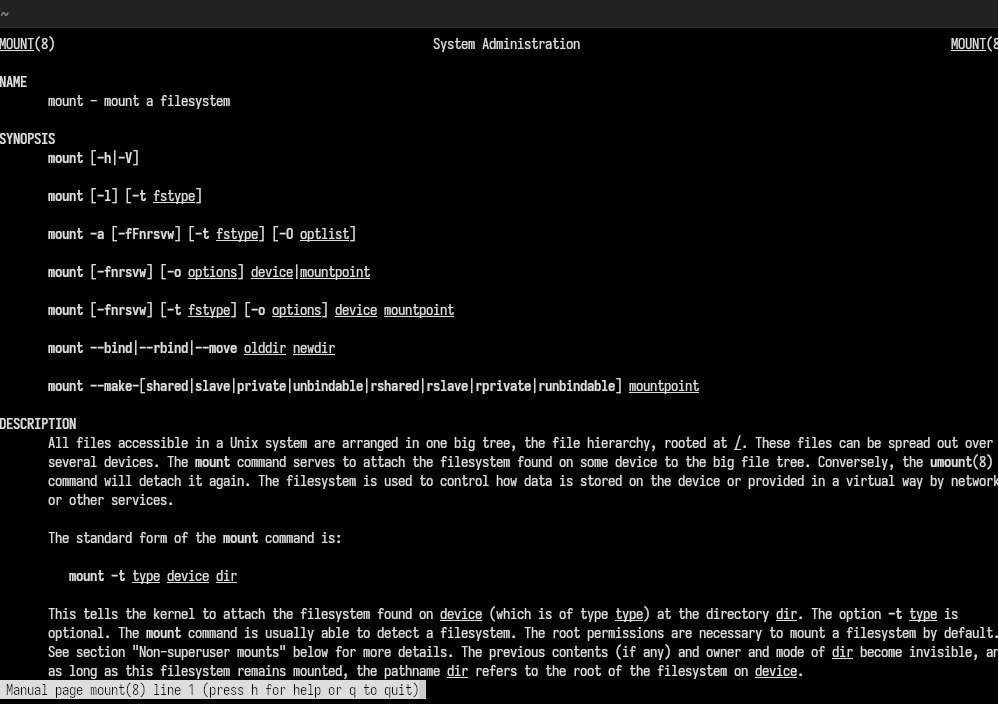 ~
MOUNT(8) System Administration MOUNT(8
NAME
mount - mount a filesystem
SYNOPSIS
mount [-h|-V]
mount [-l] [-t fstype]
mount -a [-fFnrsvw] [-t fstype] [-O optlist]
mount [-fnrsvw] [-o options] device|mountpoint
mount [-fnrsvw] [-t fstype] [-o options] device mountpoint
mount --bind|--rbind|--move olddir newdir
mount --make-[shared|slave|private|unbindable|rshared|rslave|rprivate|runbindable] mountpoint
DESCRIPTION
All files accessible in a Unix system are arranged in one big tree, the file hierarchy, rooted at /. These files can be spread out over
several devices. The mount command serves to attach the filesystem found on some device to the big file tree. Conversely, the umount(8)
command will detach it again. The filesystem is used to control how data is stored on the device or provided in a virtual way by network
or other services.
The standard form of the mount command is:
mount -t type device dir
This tells the kernel to attach the filesystem found on device (which is of type type) at the directory dir. The option -t type is
optional. The mount command is usually able to detect a filesystem. The root permissions are necessary to mount a filesystem by default.
See section "Non-superuser mounts" below for more details. The previous contents (if any) and owner and mode of dir become invisible, an
as long as this filesystem remains mounted, the pathname dir refers to the root of the filesystem on device.
Manual page mount(8) line 1 (press h for help or q to quit)